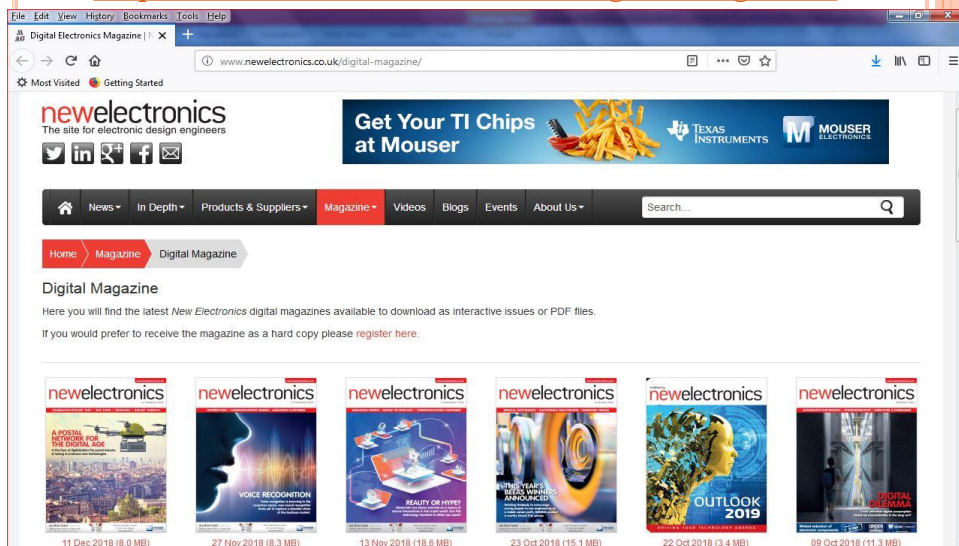 File Edit View History Bookmarks Tools Help
Digital Electronics Magazine | N
www.newelectronics.co.uk/digital-magazine/
Most Visited Getting Started
newelectronics
The site for electronic design engineers
Get Your TI Chips
at Mouser
TEXAS
INSTRUMENTS
MOUSER
ELECTRONICS
News In Depth Products & Suppliers Magazine Videos Blogs Events About Us Search...
Home Magazine Digital Magazine
Digital Magazine
Here you will find the latest New Electronics digital magazines available to download as interactive issues or PDF files.
If you would prefer to receive the magazine as a hard copy please register here.
newelectronics newelectronics newelectronics newelectronics newelectronics newelectronics
A POSTAL
NETWORK FOR
THE DIGITAL AGE
VOICE RECOGNITION
REALITY OR HYPE?
THIS YEAR'S
BEEAS WINNERS
ANNOUNCED
OUTLOOK
2019
DRIVING YOUR TECHNOLOGY AGENDA
DIGITAL
DILEMMA
11 Dec 2018 (8.0 MB) 27 Nov 2018 (8.3 MB) 13 Nov 2018 (18.6 MB) 23 Oct 2018 (15.1 MB) 22 Oct 2018 (3.4 MB) 09 Oct 2018 (11.3 MB)